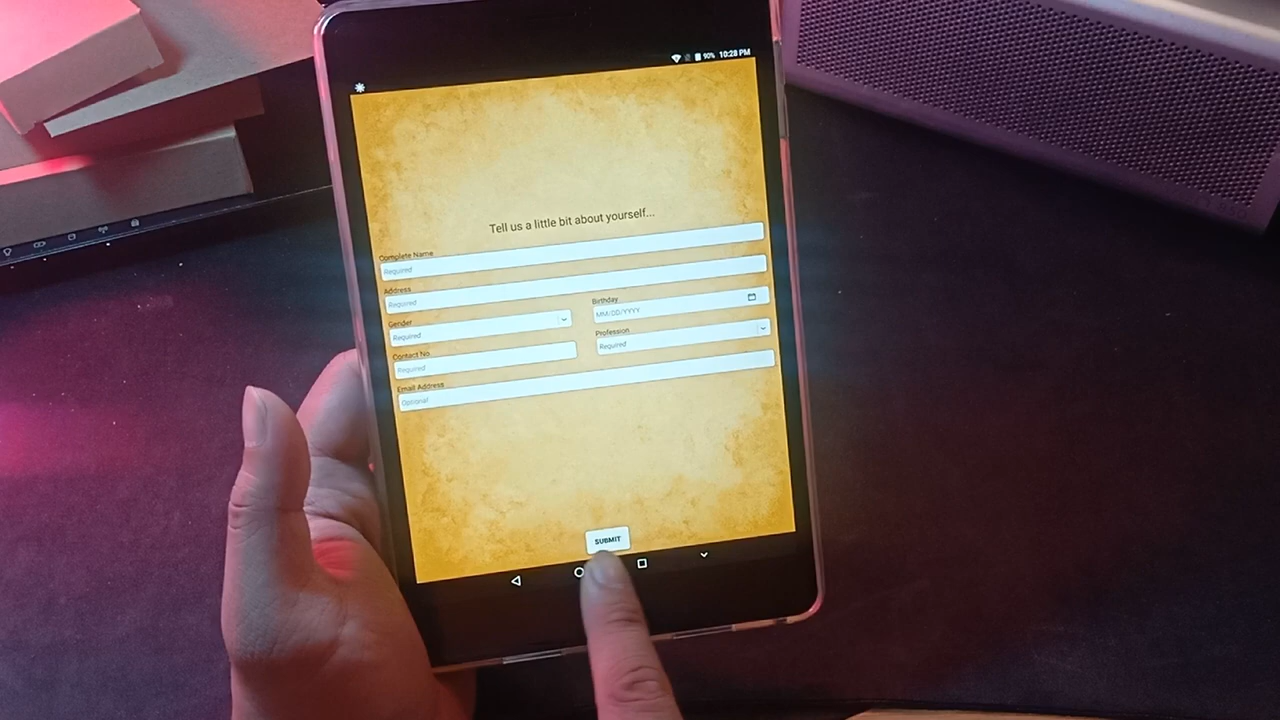 90% 10:28 PM
Tell us a little bit about yourself...
Complete Name
Required
Address
Required
Gender
Required
Birthday
MM/DD/YYYY
Contact No.
Required
Profession
Required
Email Address
Optional
SUBMIT